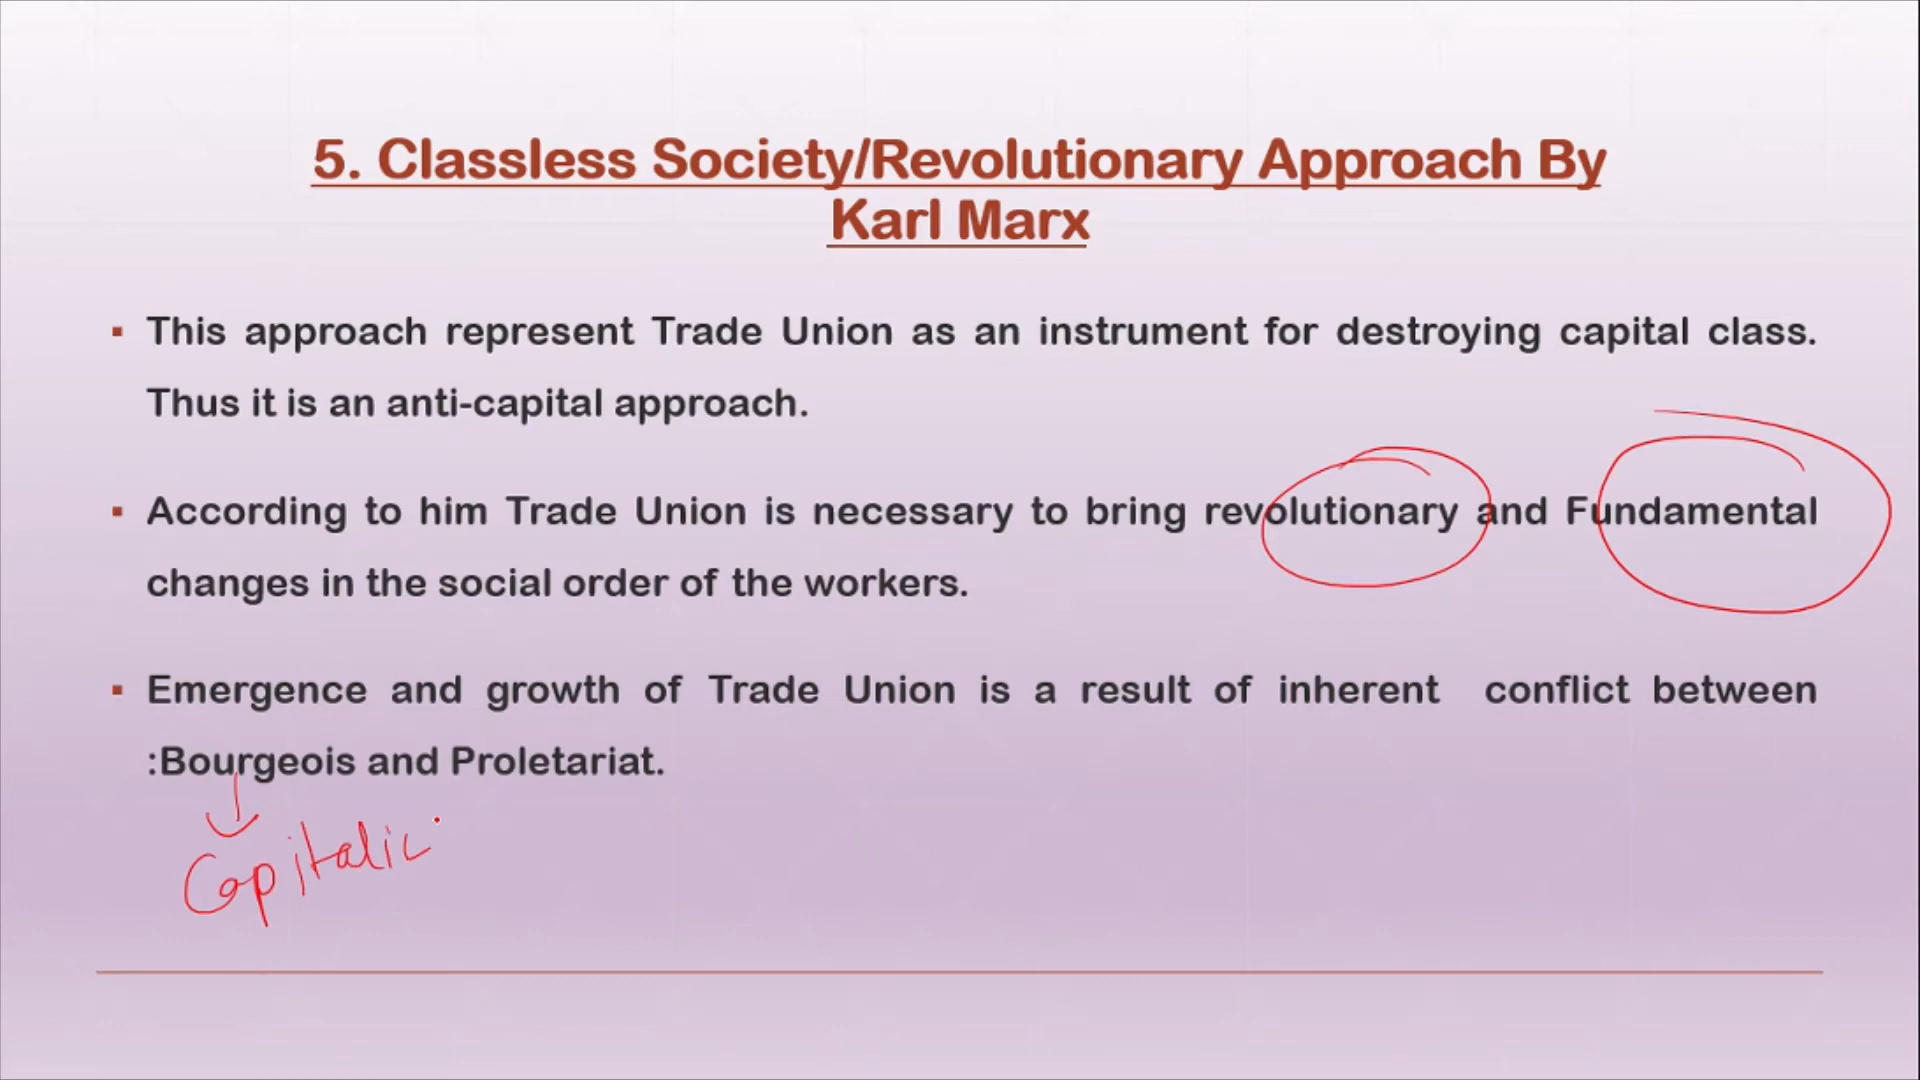 5. Classless Society/Revolutionary Approach By
Karl Marx
▪ This approach represent Trade Union as an instrument for destroying capital class.
Thus it is an anti-capital approach.
▪ According to him Trade Union is necessary to bring revolutionary and Fundamental
changes in the social order of the workers.
▪ Emergence and growth of Trade Union is a result of inherent conflict between
:Bourgeois and Proletariat.
Capitalic